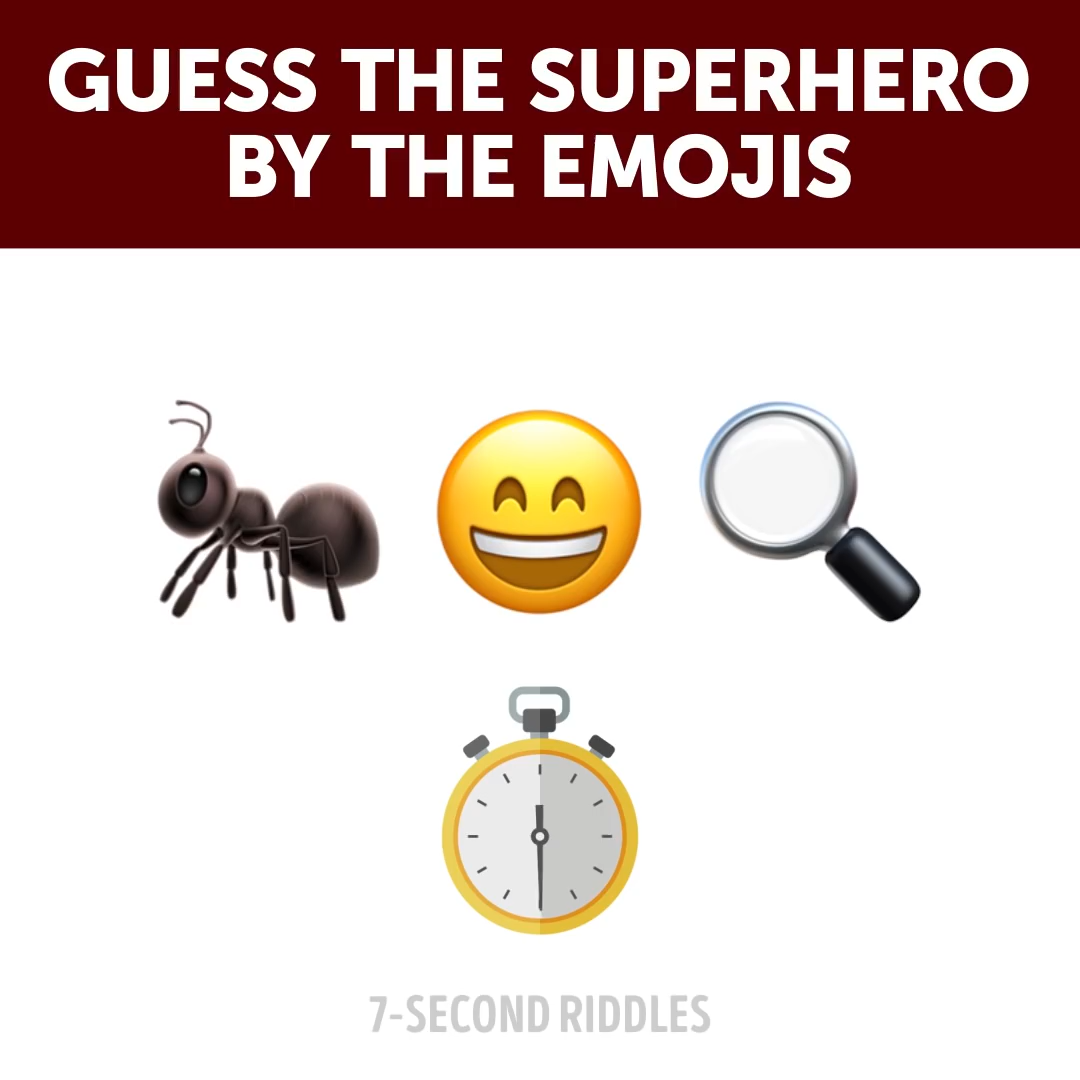 GUESS THE SUPERHERO
BY THE EMOJIS
7-SECOND RIDDLES